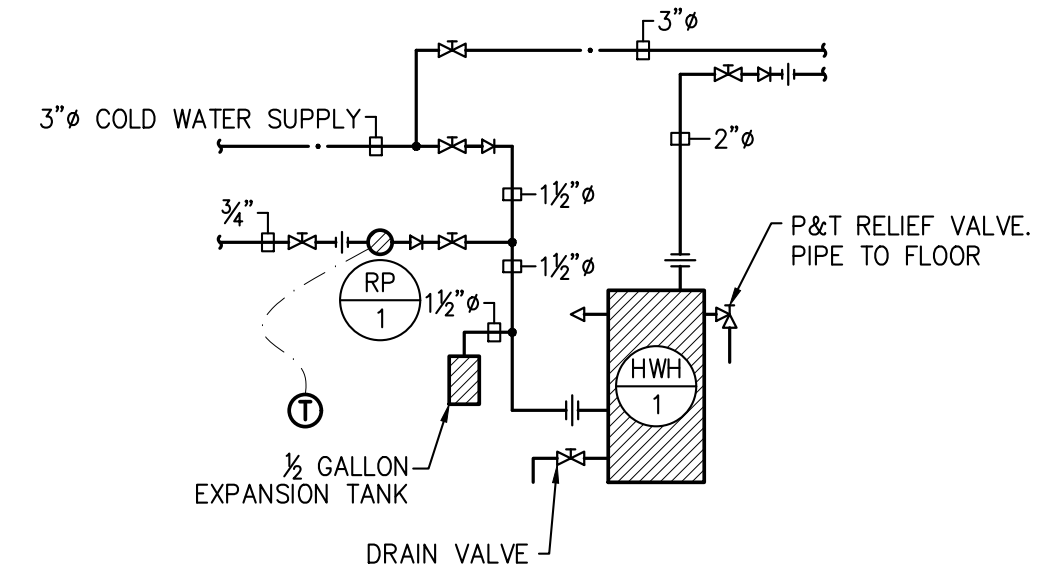 3"ø
3"ø COLD WATER SUPPLY
2"ø
1½"ø
¾"
P&T RELIEF VALVE.
PIPE TO FLOOR
1½"ø
RP
1
1½"ø
HWH
1
T
½ GALLON
EXPANSION TANK
DRAIN VALVE